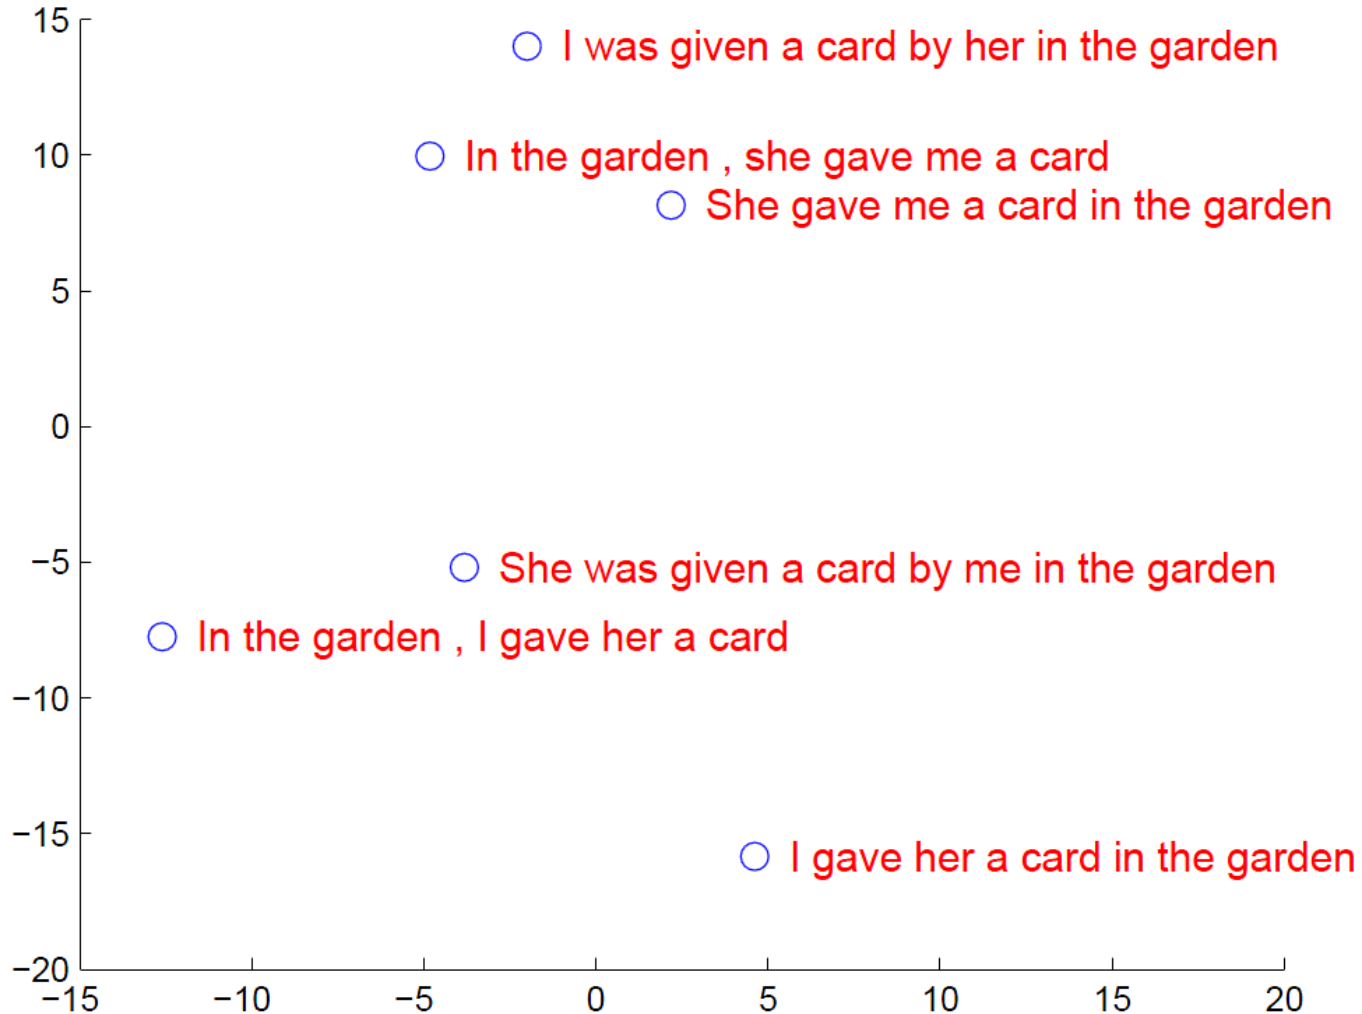 15
I was given a card by her in the garden
10
In the garden , she gave me a card
She gave me a card in the garden
5
0
−5
She was given a card by me in the garden
In the garden , I gave her a card
−10
−15
I gave her a card in the garden
−20
−15 −10 −5 0 5 10 15 20